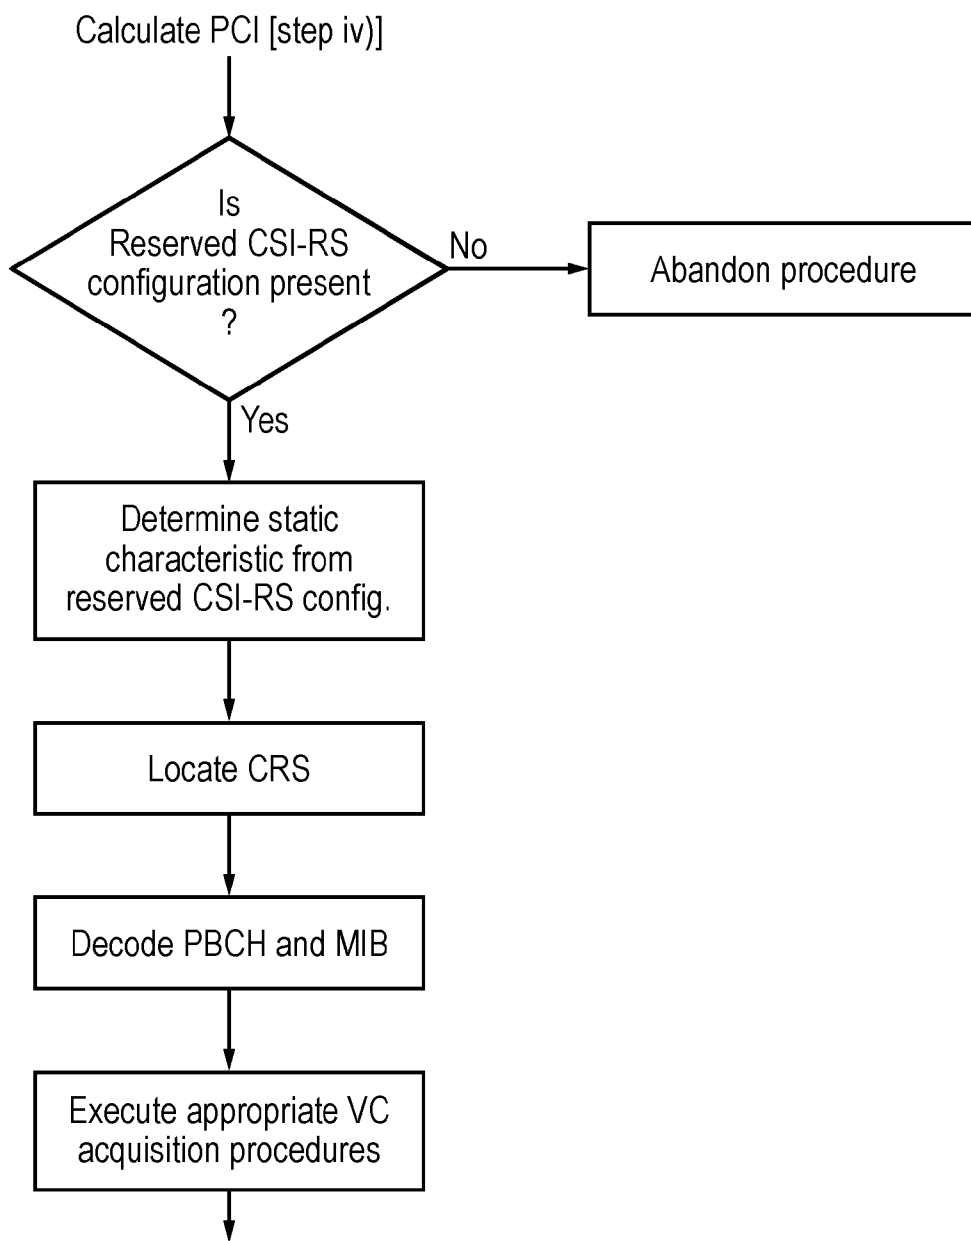 Calculate PCI [step iv)]
Is
Reserved CSI-RS
configuration present
?
No
Abandon procedure
Yes
Determine static
characteristic from
reserved CSI-RS config.
Locate CRS
Decode PBCH and MIB
Execute appropriate VC
acquisition procedures